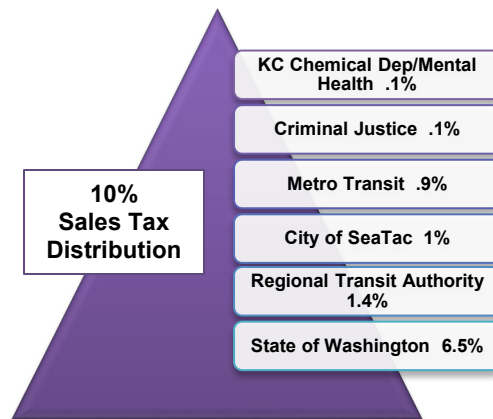 KC Chemical Dep/Mental
Health .1%
Criminal Justice .1%
Metro Transit .9%
10%
Sales Tax
Distribution
City of SeaTac 1%
Regional Transit Authority
1.4%
State of Washington 6.5%